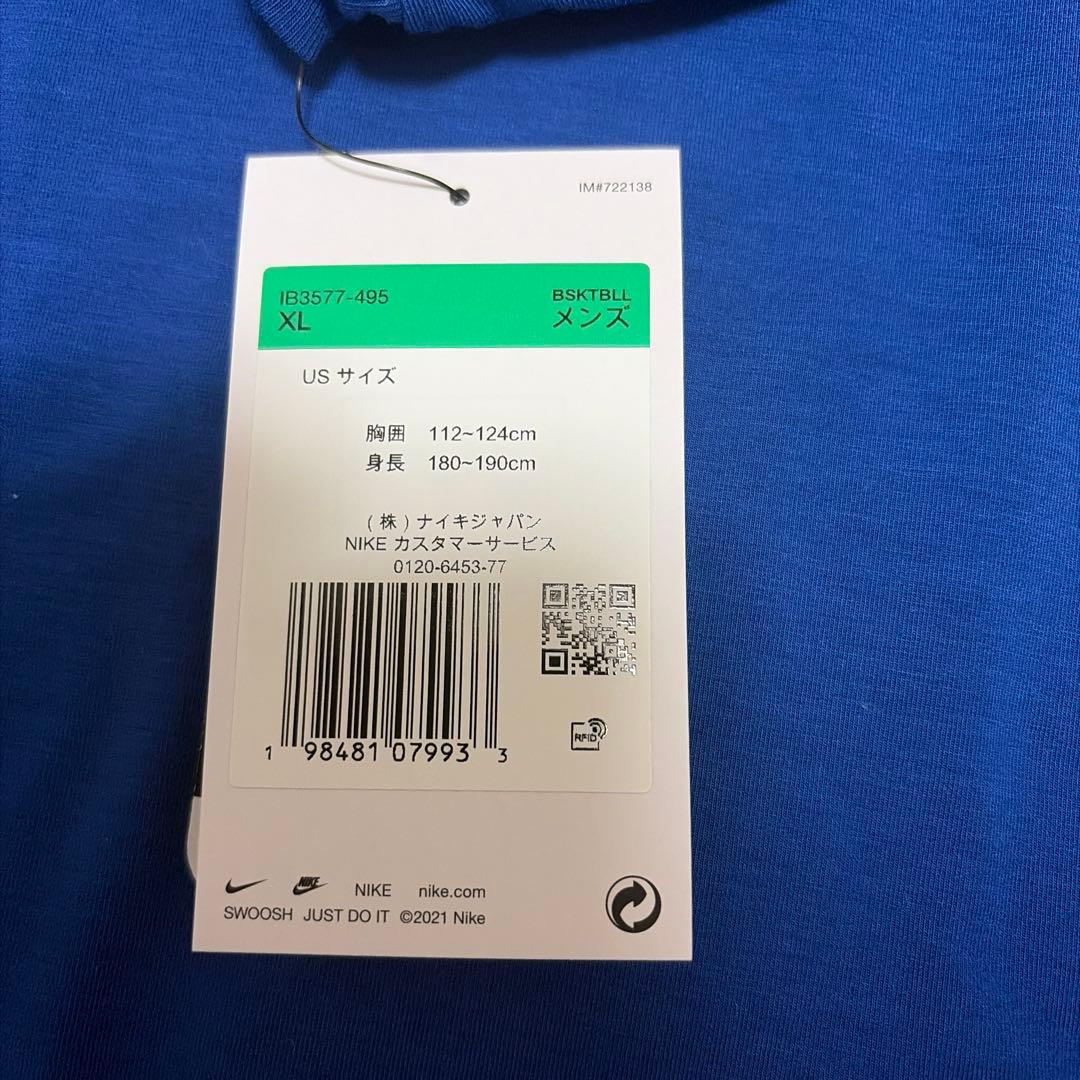 IM#722138
IB3577-495 BSKTBLL
XL メンズ
US サイズ
胸囲 112~124cm
身長 180~190cm
(株)ナイキジャパン
NIKE カスタマーサービス
0120-6453-77
1 98481 07993 3
RFID
NIKE NIKE nike.com
SWOOSH JUST DO IT ©2021 Nike